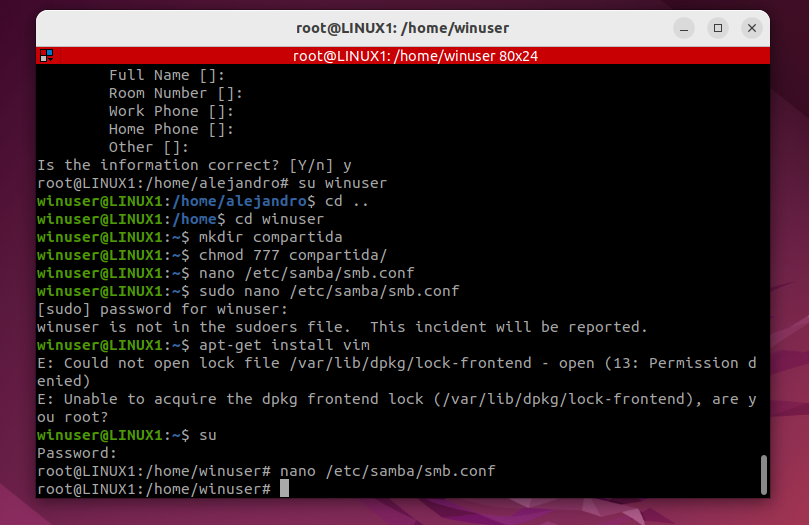 root@LINUX1: /home/winuser
root@LINUX1: /home/winuser 80x24
Full Name []:
Room Number []:
Work Phone []:
Home Phone []:
Other []:
Is the information correct? [Y/n] y
root@LINUX1:/home/alejandro# su winuser
winuser@LINUX1:/home/alejandro$ cd ..
winuser@LINUX1:/home$ cd winuser
winuser@LINUX1:~$ mkdir compartida
winuser@LINUX1:~$ chmod 777 compartida/
winuser@LINUX1:~$ nano /etc/samba/smb.conf
winuser@LINUX1:~$ sudo nano /etc/samba/smb.conf
[sudo] password for winuser:
winuser is not in the sudoers file.  This incident will be reported.
winuser@LINUX1:~$ apt-get install vim
E: Could not open lock file /var/lib/dpkg/lock-frontend - open (13: Permission d
enied)
E: Unable to acquire the dpkg frontend lock (/var/lib/dpkg/lock-frontend), are y
ou root?
winuser@LINUX1:~$ su
Password:
root@LINUX1:/home/winuser# nano /etc/samba/smb.conf
root@LINUX1:/home/winuser#